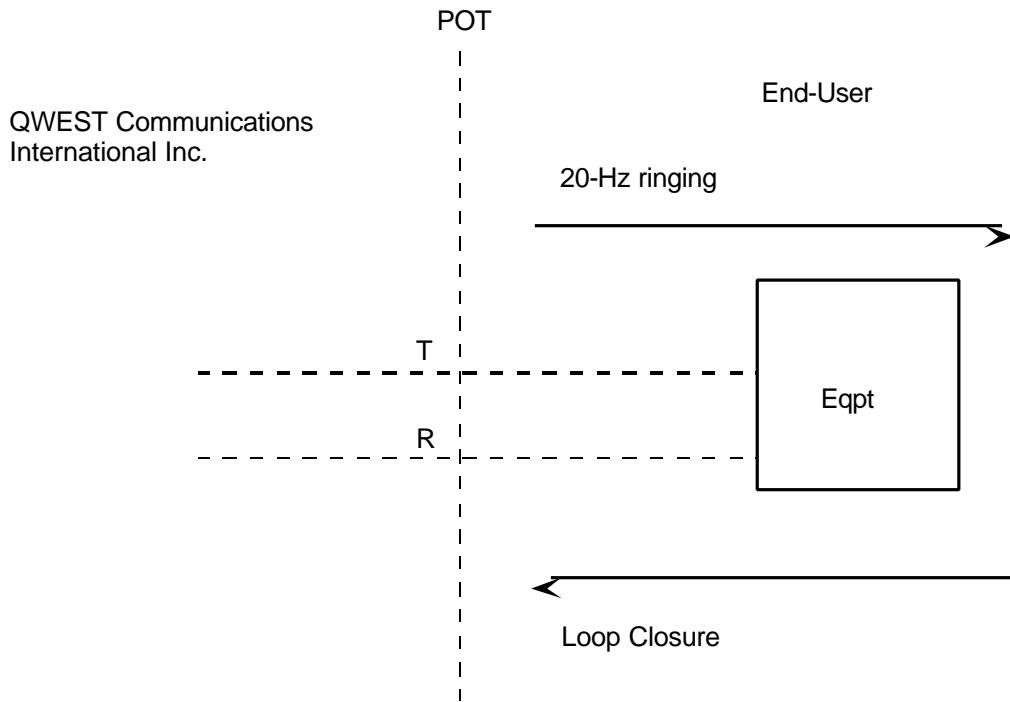 POT
End-User
QWEST Communications
International Inc.
20-Hz ringing
T
Eqpt
R
Loop Closure